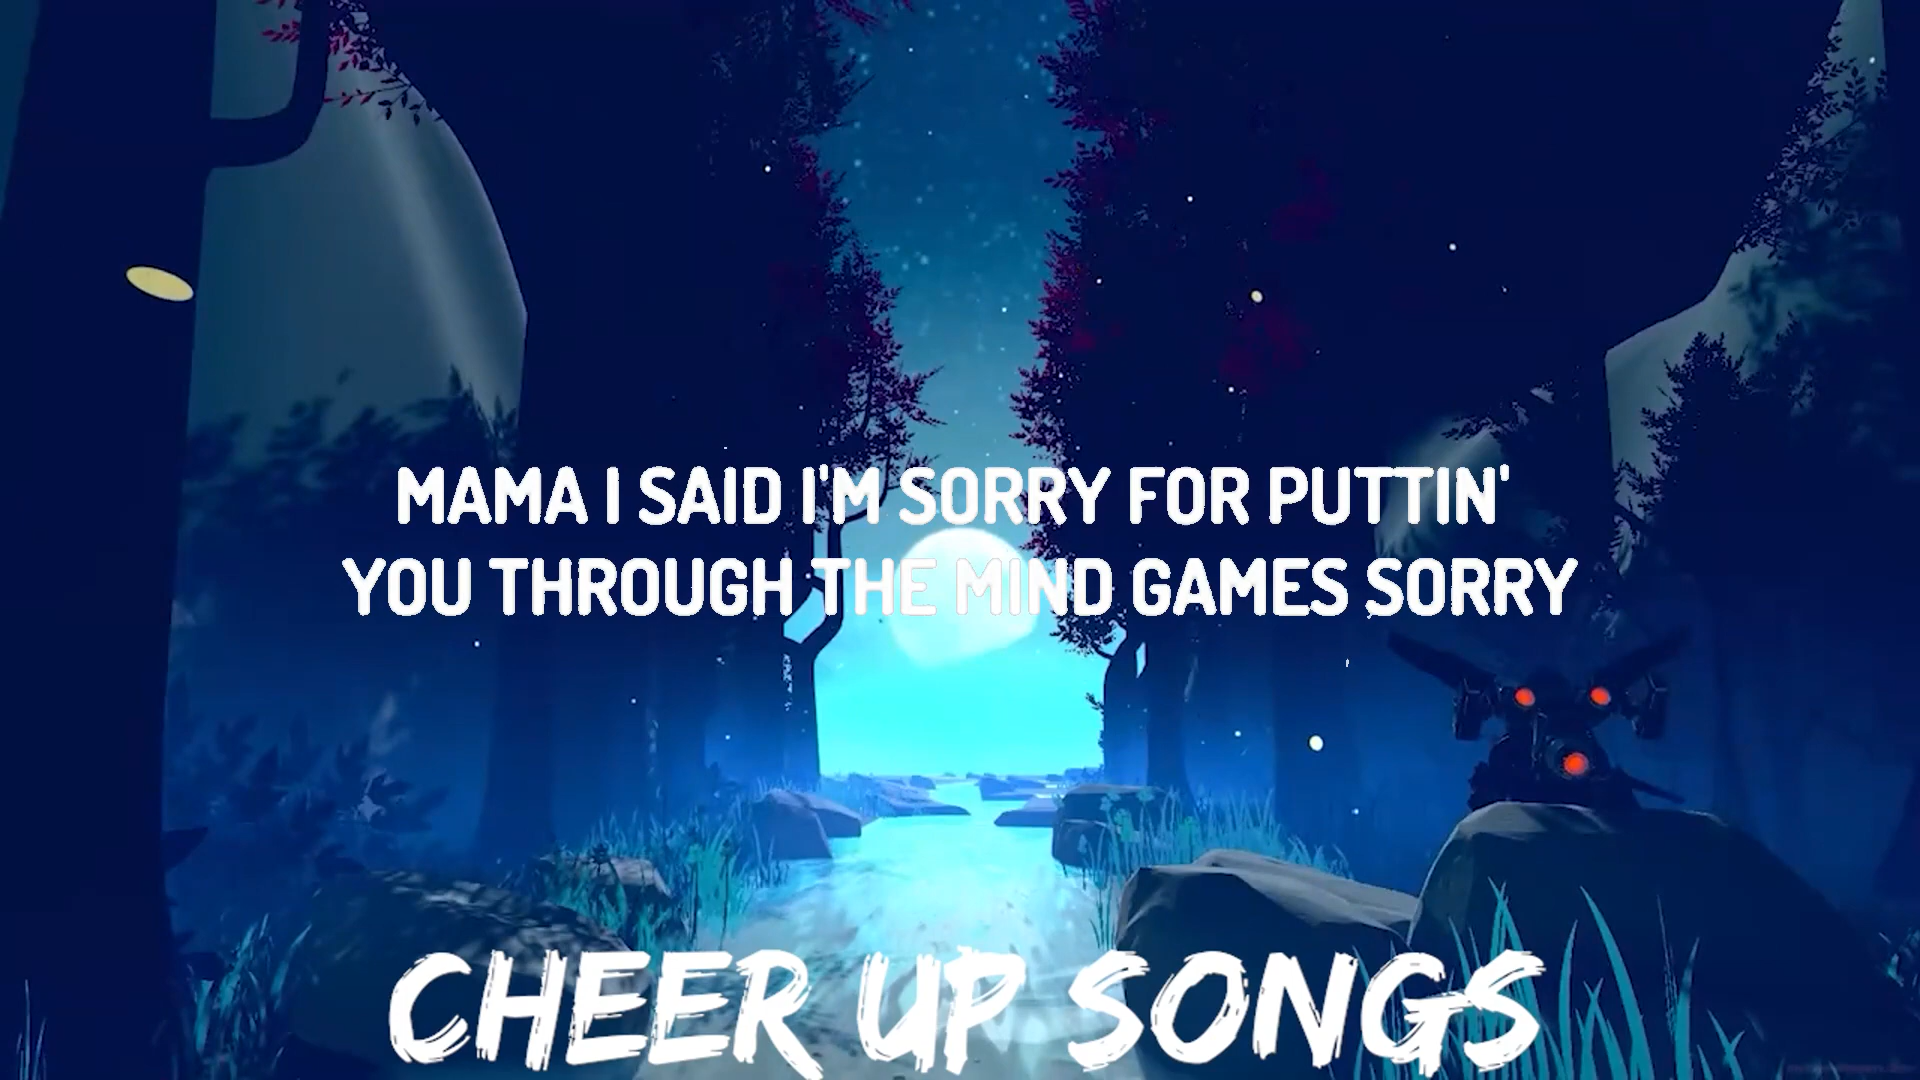 MAMA I SAID I'M SORRY FOR PUTTIN'
YOU THROUGH THE MIND GAMES SORRY
CHEER UP SONGS